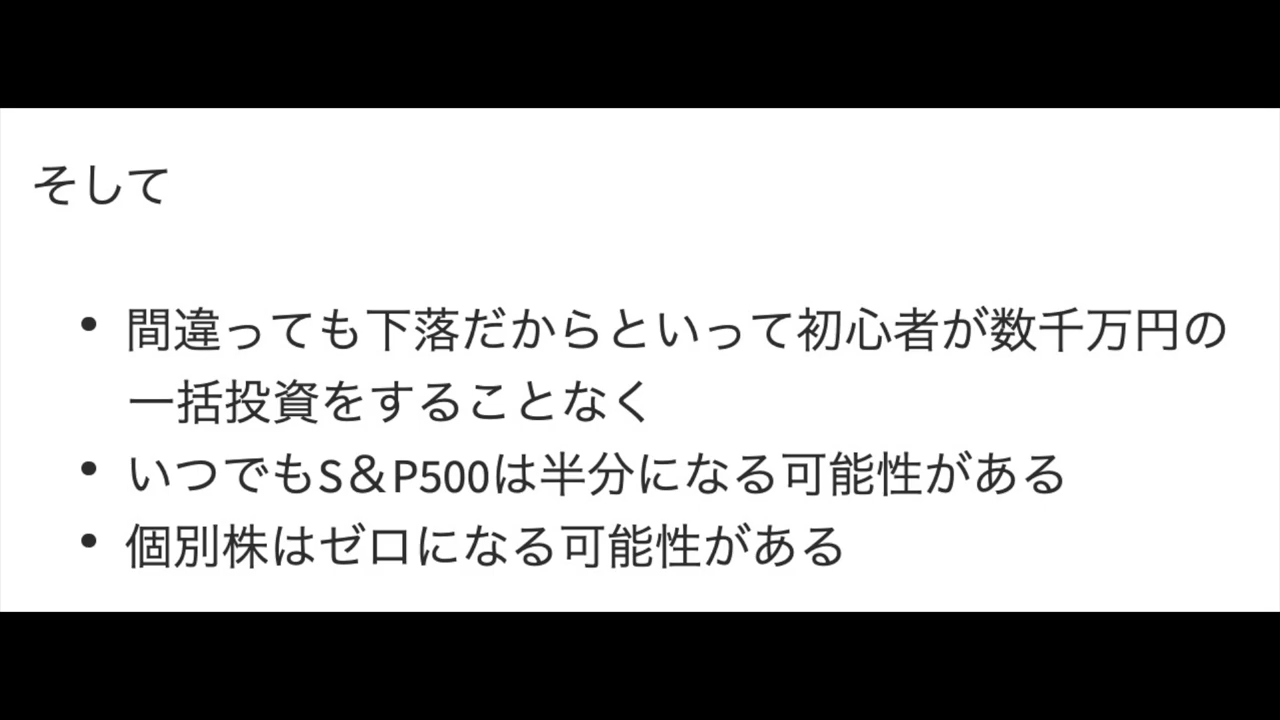 そして
• 間違っても下落だからといって初心者が数千万円の
一括投資をすることなく
• いつでもS＆P500は半分になる可能性がある
• 個別株はゼロになる可能性がある